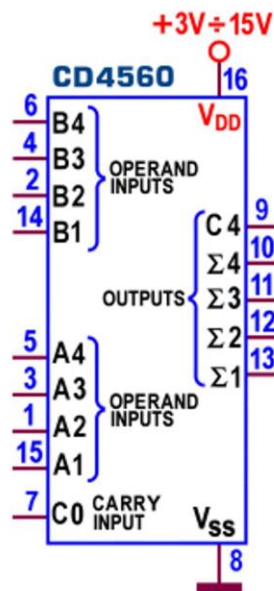 +3V÷15V
CD4560
16
VDD
6 B4
4 B3
2 B2
14 B1
OPERAND
INPUTS
C4 9
Σ4 10
Σ3 11
Σ2 12
Σ1 13
OUTPUTS
5 A4
3 A3
1 A2
15 A1
OPERAND
INPUTS
7 C0 CARRY
INPUT
VSS
8